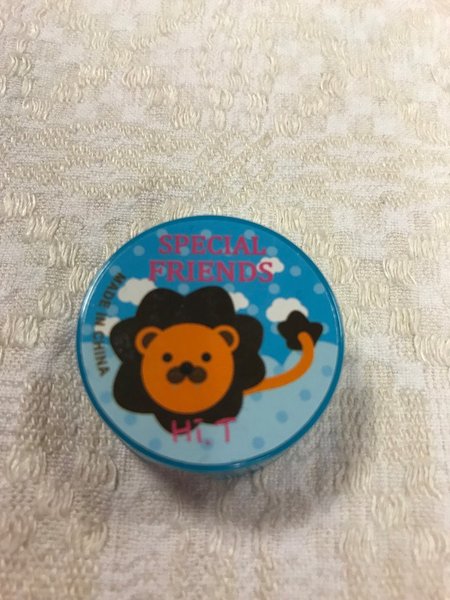 SPECIAL
FRIENDS
MADE IN CHINA
Hi, T